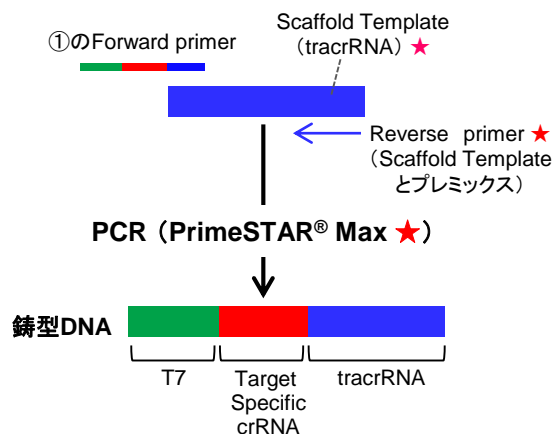 ①のForward primer
Scaffold Template
（tracrRNA）★
Reverse primer ★
（Scaffold Template
とプレミックス）
PCR（PrimeSTAR® Max ★）
鋳型DNA
T7
Target
Specific
crRNA
tracrRNA